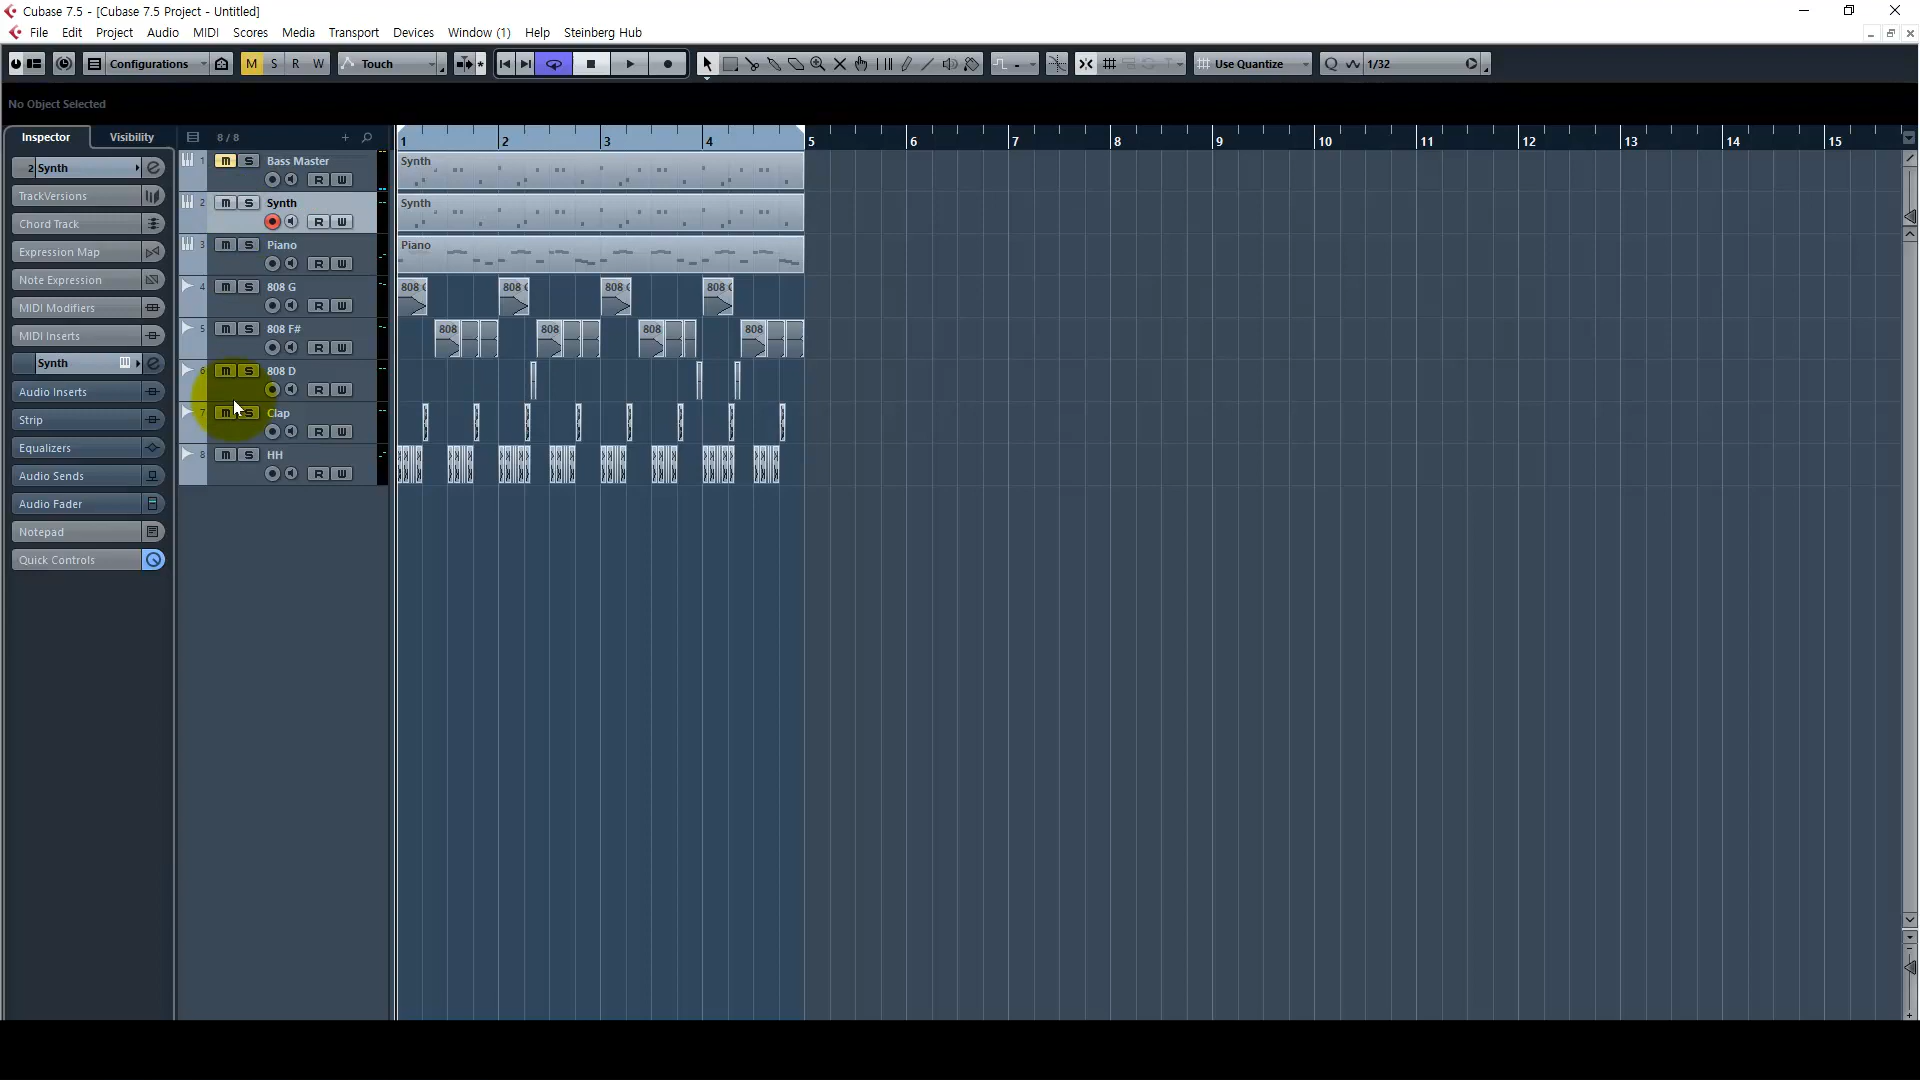 Cubase 7.5 - [Cubase 7.5 Project - Untitled]
File Edit Project Audio MIDI Scores Media Transport Devices Window (1) Help Steinberg Hub
Configurations M S R W Touch Use Quantize 1/32
No Object Selected
Inspector Visibility 8 / 8
1 2 3 4 5 6 7 8 9 10 11 12 13 14 15
2 Synth
TrackVersions
Chord Track
Expression Map
Note Expression
MIDI Modifiers
MIDI Inserts
Synth
Audio Inserts
Strip
Equalizers
Audio Sends
Audio Fader
Notepad
Quick Controls
1 m S Bass Master
R W
2 m S Synth
R W
3 m S Piano
R W
4 m S 808 G
R W
5 m S 808 F#
R W
6 m S 808 D
R W
7 m S Clap
R W
8 m S HH
R W
Synth
Synth
Piano
808 808 808 808
808 808 808 808